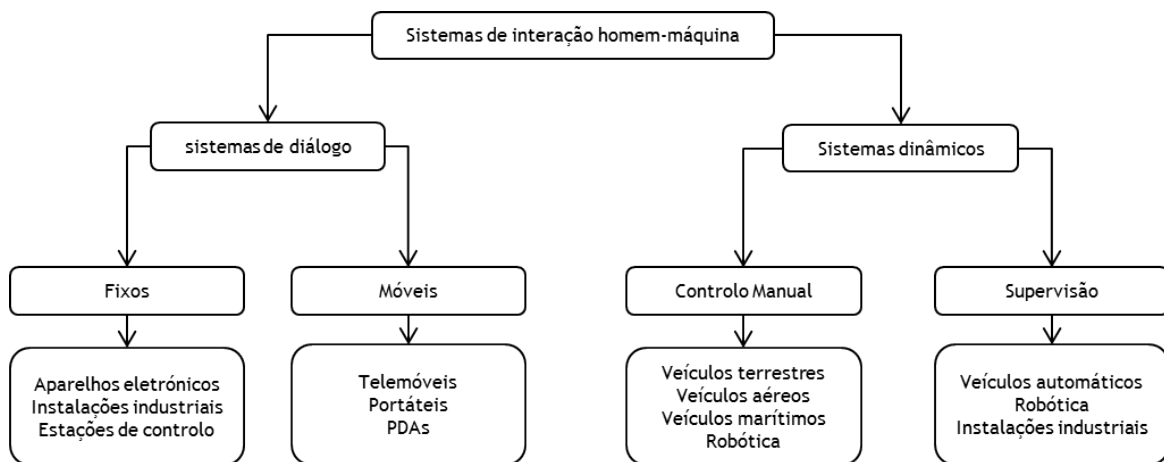 Sistemas de interação homem-máquina
sistemas de diálogo
Sistemas dinâmicos
Fixos
Móveis
Controlo Manual
Supervisão
Aparelhos eletrónicos
Instalações industriais
Estações de controlo
Telemóveis
Portáteis
PDAs
Veículos terrestres
Veículos aéreos
Veículos marítimos
Robótica
Veículos automáticos
Robótica
Instalações industriais